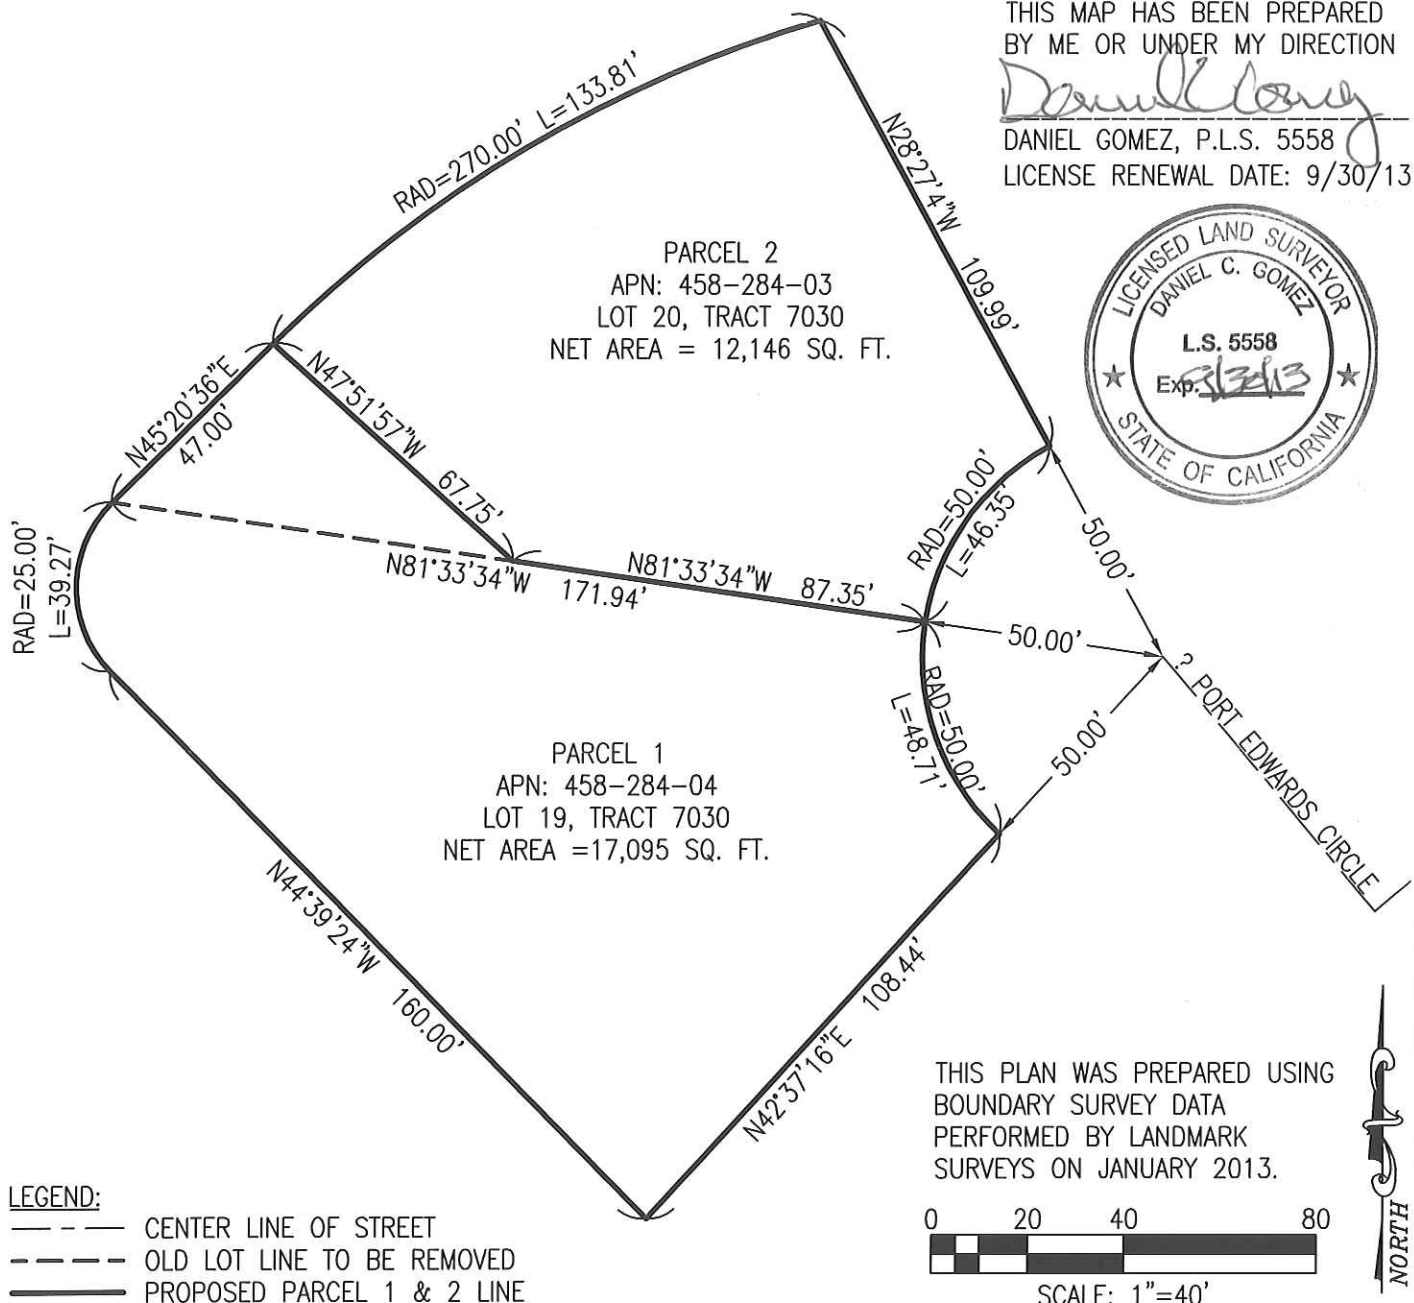 THIS MAP HAS BEEN PREPARED
BY ME OR UNDER MY DIRECTION
DANIEL GOMEZ, P.L.S. 5558
LICENSE RENEWAL DATE: 9/30/13
LICENSED LAND SURVEYOR
DANIEL C. GOMEZ
L.S. 5558
Exp. 9/30/13
STATE OF CALIFORNIA
RAD=270.00' L=133.81'
N28°27'4"W 109.99'
PARCEL 2
APN: 458-284-03
LOT 20, TRACT 7030
NET AREA = 12,146 SQ. FT.
N45°20'36"E
47.00'
N47°51'57"W 67.75'
RAD=25.00'
L=39.27'
N81°33'34"W 171.94'
N81°33'34"W 87.35'
RAD=50.00'
L=46.35'
50.00'
50.00'
50.00'
RAD=50.00'
L=48.71'
? PORT EDWARDS CIRCLE
PARCEL 1
APN: 458-284-04
LOT 19, TRACT 7030
NET AREA =17,095 SQ. FT.
N44°39'24"W 160.00'
N42°37'16"E 108.44'
THIS PLAN WAS PREPARED USING
BOUNDARY SURVEY DATA
PERFORMED BY LANDMARK
SURVEYS ON JANUARY 2013.
0 20 40 80
SCALE: 1"=40'
NORTH
LEGEND:
CENTER LINE OF STREET
OLD LOT LINE TO BE REMOVED
PROPOSED PARCEL 1 & 2 LINE